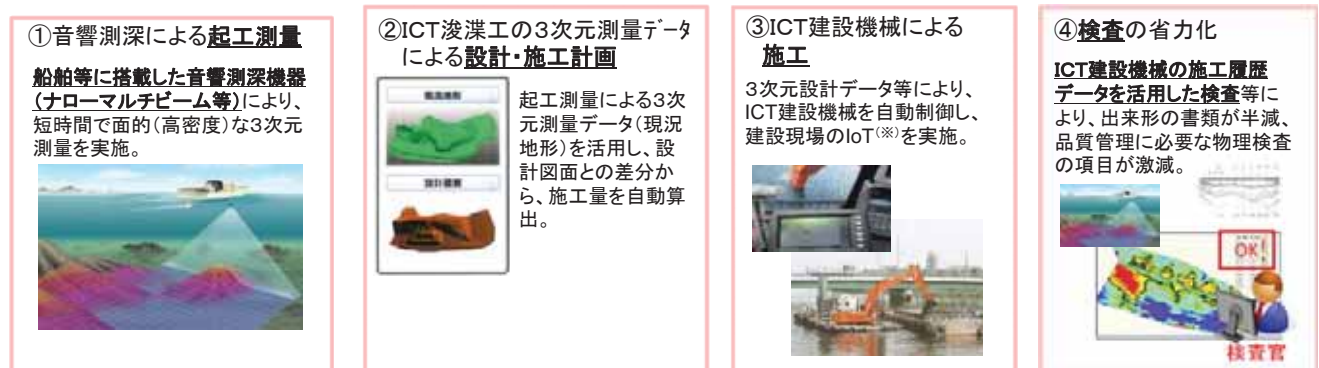 ①音響測深による起工測量
船舶等に搭載した音響測深機器
(ナローマルチビーム等)により、
短時間で面的(高密度)な3次元
測量を実施。
②ICT浚渫工の3次元測量ﾃﾞｰﾀ
による設計・施工計画
起工測量による3次
元測量データ(現況
地形)を活用し、設
計図面との差分か
ら、施工量を自動算
出。
③ICT建設機械による
施工
3次元設計データ等により、
ICT建設機械を自動制御し、
建設現場のIoT(※)を実施。
④検査の省力化
ICT建設機械の施工履歴
データを活用した検査等に
より、出来形の書類が半減、
品質管理に必要な物理検査
の項目が激減。
OK!
検査官